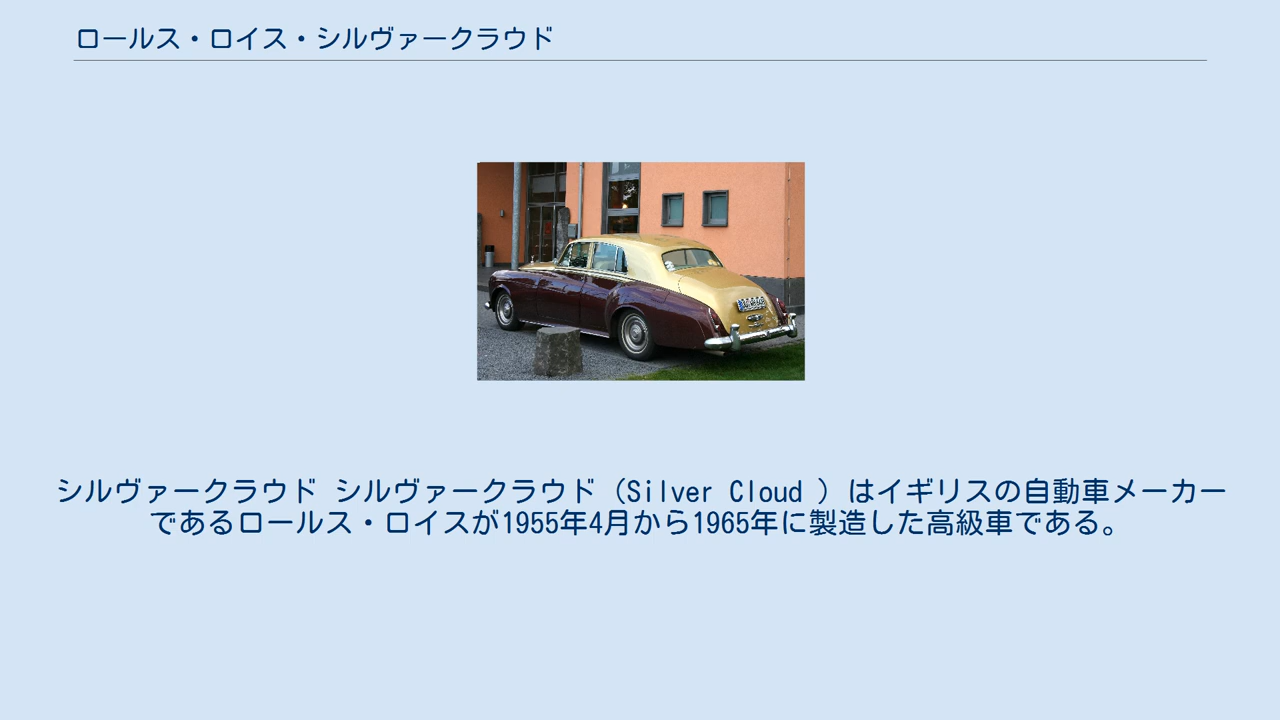 ロールス・ロイス・シルヴァークラウド
シルヴァークラウド シルヴァークラウド（Silver Cloud ）はイギリスの自動車メーカー
であるロールス・ロイスが1955年4月から1965年に製造した高級車である。